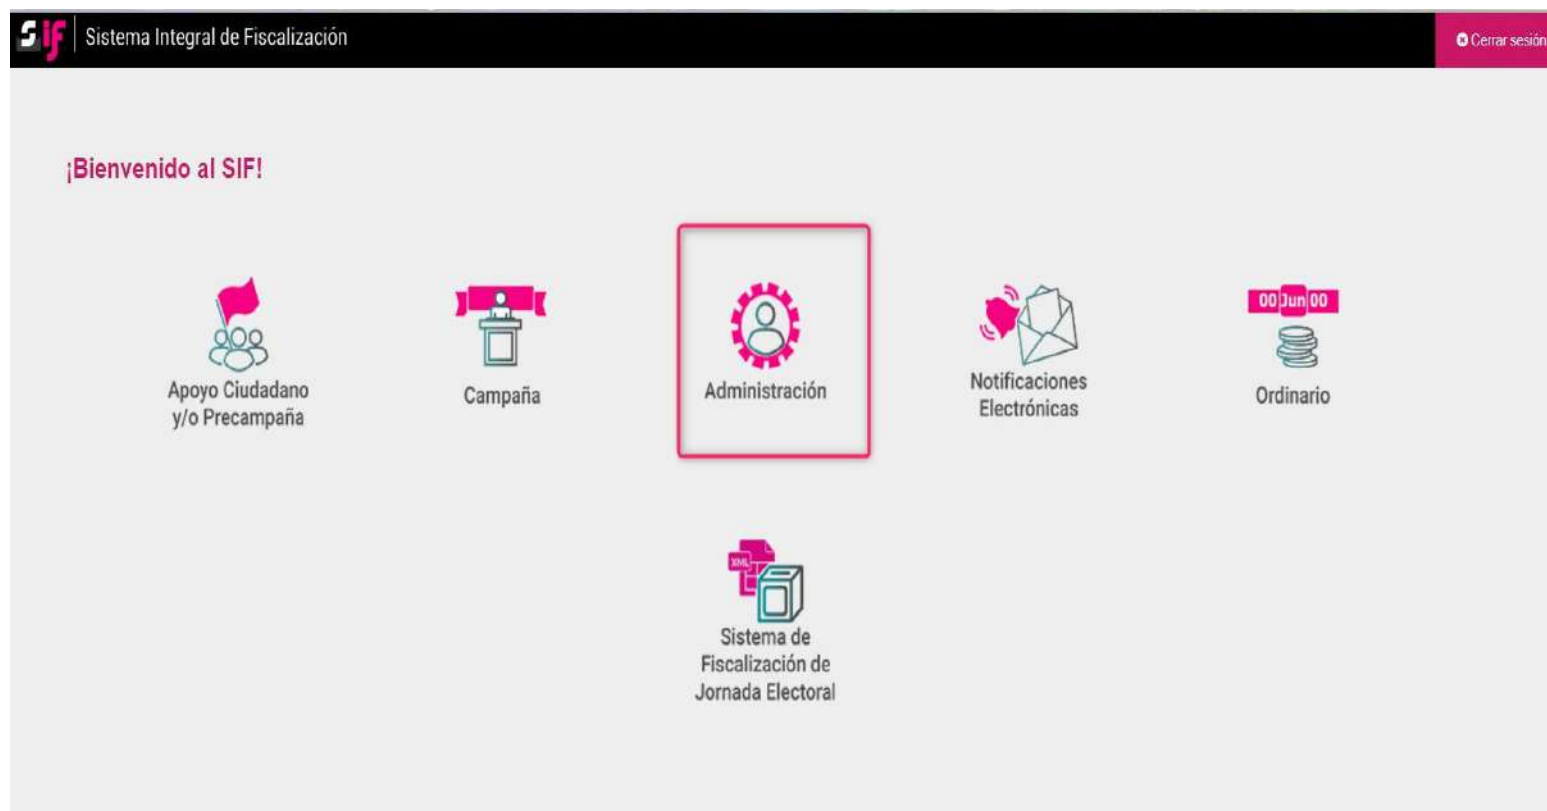 sif Sistema Integral de Fiscalización
Cerrar sesión
¡Bienvenido al SIF!
Apoyo Ciudadano
y/o Precampaña
Campaña
Administración
Notificaciones
Electrónicas
00 Jun 00
Ordinario
XML
Sistema de
Fiscalización de
Jornada Electoral